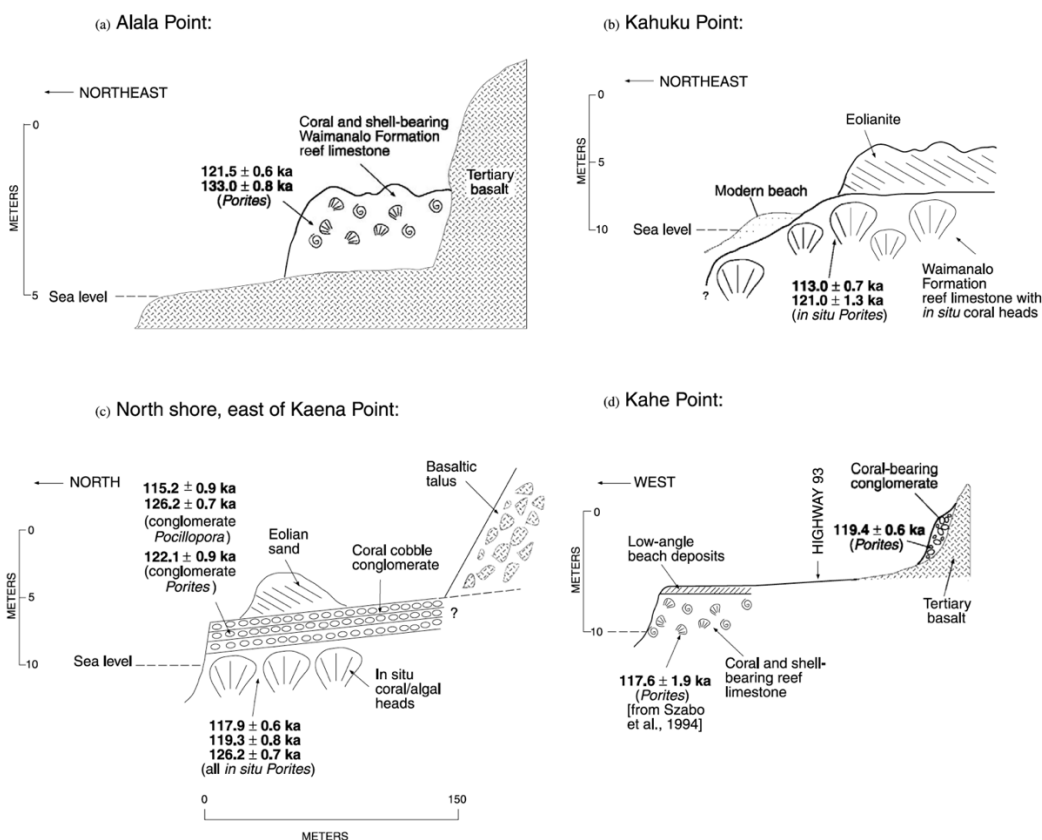 (a) Alala Point:
NORTHEAST
0
METERS
5
Coral and shell-bearing
Waimanalo Formation
reef limestone
121.5 ± 0.6 ka
133.0 ± 0.8 ka
(Porites)
Tertiary
basalt
Sea level
(b) Kahuku Point:
NORTHEAST
0
5
10
METERS
Eolianite
Modern beach
Sea level
?
113.0 ± 0.7 ka
121.0 ± 1.3 ka
(in situ Porites)
Waimanalo
Formation
reef limestone with
in situ coral heads
(c) North shore, east of Kaena Point:
NORTH
115.2 ± 0.9 ka
126.2 ± 0.7 ka
(conglomerate
Pocillopora)
122.1 ± 0.9 ka
(conglomerate
Porites)
0
METERS
5
10
Eolian
sand
Coral cobble
conglomerate
Basaltic
talus
?
Sea level
In situ
coral/algal
heads
117.9 ± 0.6 ka
119.3 ± 0.8 ka
126.2 ± 0.7 ka
(all in situ Porites)
0
150
METERS
(d) Kahe Point:
WEST
0
METERS
10
HIGHWAY 93
Coral-bearing
conglomerate
119.4 ± 0.6 ka
(Porites)
Low-angle
beach deposits
Tertiary
basalt
Sea level
117.6 ± 1.9 ka
(Porites)
[from Szabo
et al., 1994]
Coral and shell-
bearing reef
limestone